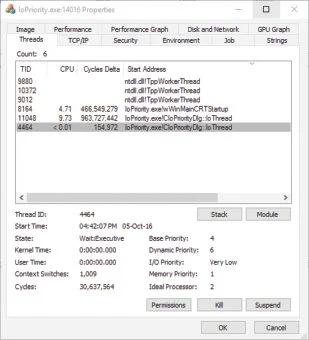 IoPriority.exe:14016 Properties
Image Performance Performance Graph Disk and Network GPU Graph
Threads TCP/IP Security Environment Job Strings
Count: 6
TID CPU Cycles Delta Start Address
9880 ntdll.dll!TppWorkerThread
10372 ntdll.dll!TppWorkerThread
9012 ntdll.dll!TppWorkerThread
8164 4.71 466,549,279 IoPriority.exe!wWinMainCRTStartup
11048 9.73 963,727,442 IoPriority.exe!CIoPriorityDlg::IoThread
4464 < 0.01 154,972 IoPriority.exe!CIoPriorityDlg::IoThread
Thread ID: 4464 Stack Module
Start Time: 04:42:07 PM 05-Oct-16
State: Wait:Executive Base Priority: 4
Kernel Time: 0:00:00.000 Dynamic Priority: 6
User Time: 0:00:00.000 I/O Priority: Very Low
Context Switches: 1,009 Memory Priority: 1
Cycles: 30,637,564 Ideal Processor: 2
Permissions Kill Suspend
OK Cancel